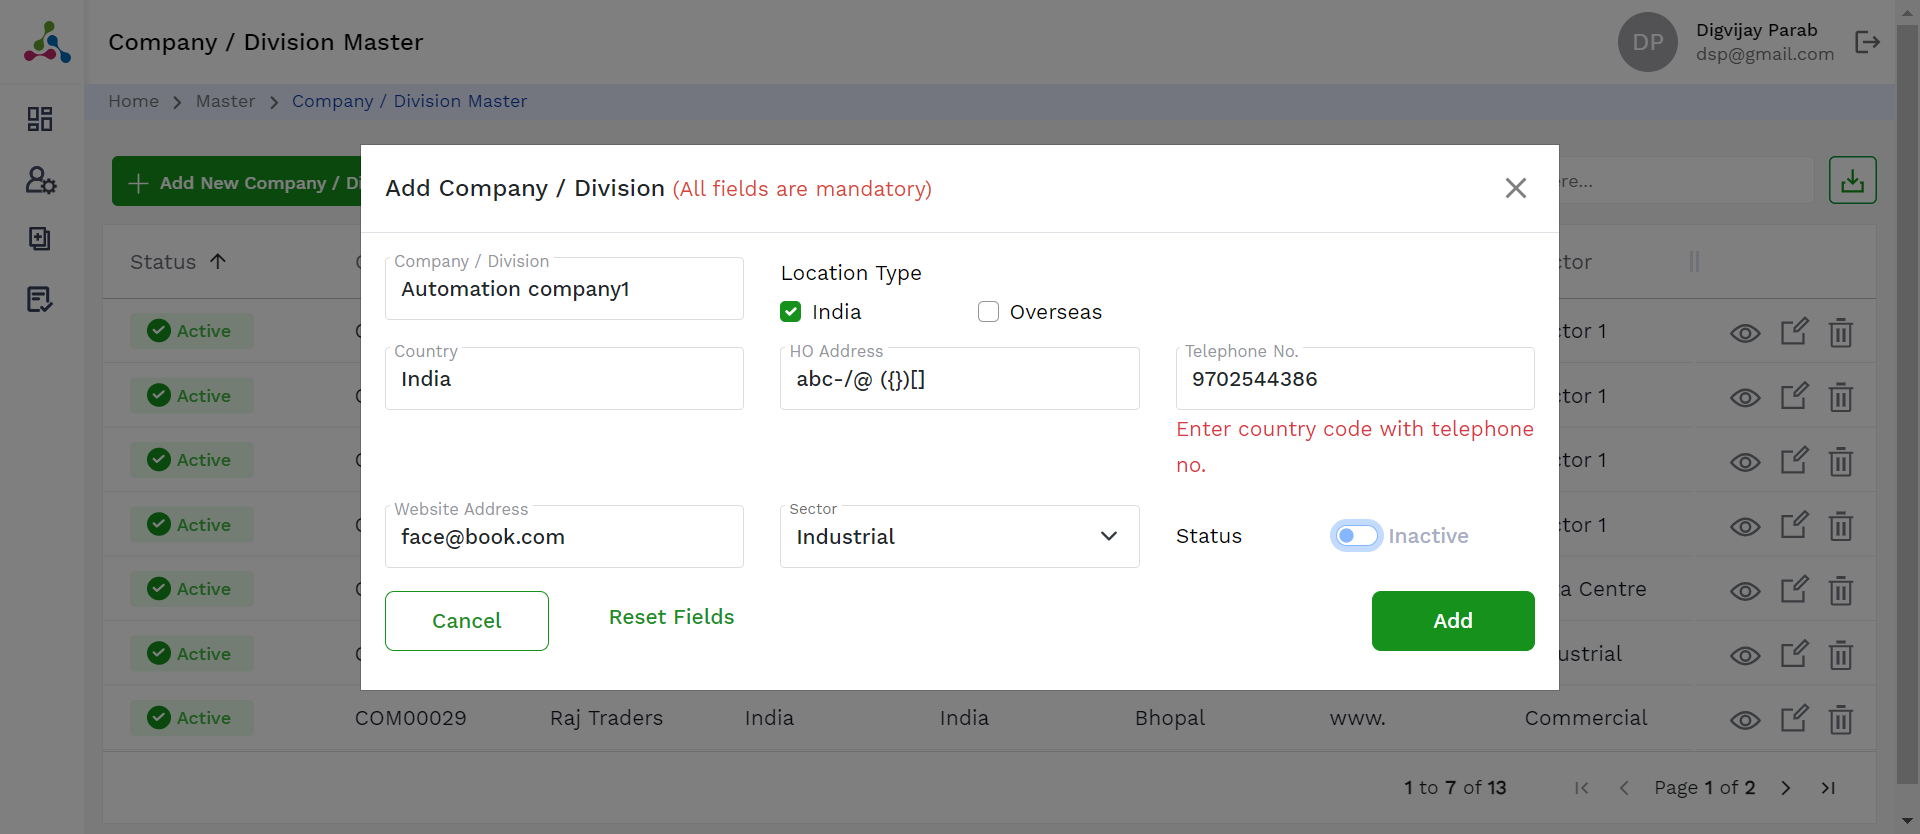 Company / Division Master
DP
Digvijay Parab
dsp@gmail.com
Home > Master > Company / Division Master
Add New Company / Di
Add Company / Division (All fields are mandatory)
re...
Status
tor
Company / Division
Automation company1
Location Type
India
Overseas
Active
tor 1
Country
India
HO Address
abc-/@ ({})[]
Telephone No.
9702544386
Active
tor 1
Enter country code with telephone
no.
Active
tor 1
Website Address
face@book.com
Sector
Industrial
Status
Inactive
Active
tor 1
Active
a Centre
Cancel
Reset Fields
Add
Active
ustrial
Active COM00029 Raj Traders India India Bhopal www. Commercial
1 to 7 of 13
Page 1 of 2